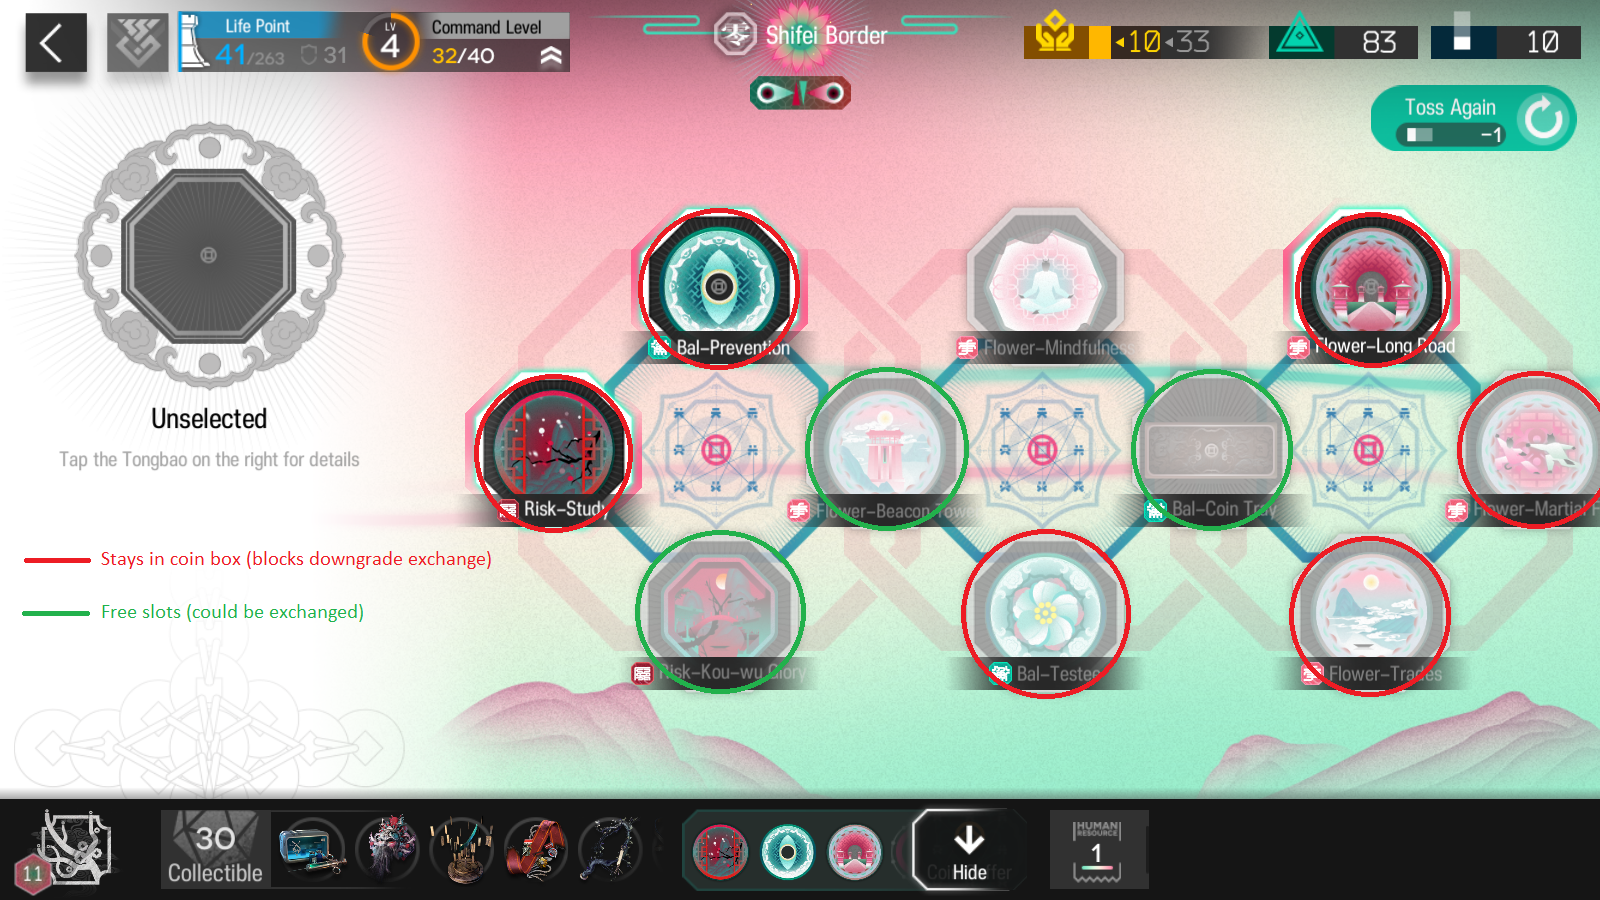 Life Point
41/263 31
LV
4
Command Level
32/40
Shifei Border
10 33
83
10
Toss Again
-1
Bal-Prevention
Flower-Mindfulness
Flower-Long Road
Unselected
Tap the Tongbao on the right for details
Risk-Study
Flower-Beacon Tower
Bal-Coin Tray
Flower-Martial F
Stays in coin box (blocks downgrade exchange)
Free slots (could be exchanged)
Risk-Kou-wu Glory
Bal-Testee
Flower-Trades
11
30
Collectible
Hide
HUMAN
RESOURCE
1